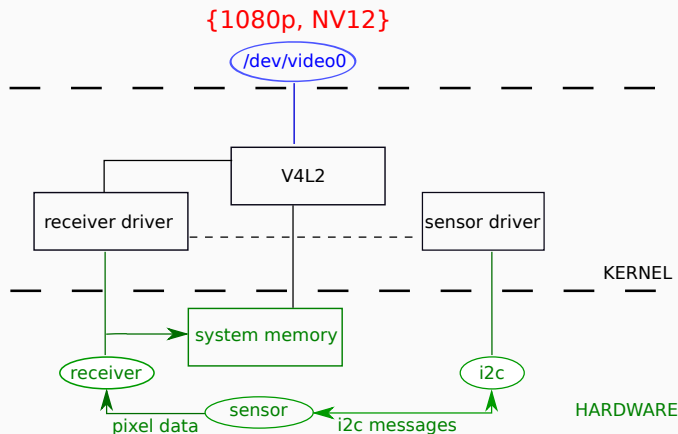 {1080p, NV12}
/dev/video0
V4L2
receiver driver
sensor driver
KERNEL
system memory
receiver
i2c
sensor
HARDWARE
pixel data
i2c messages